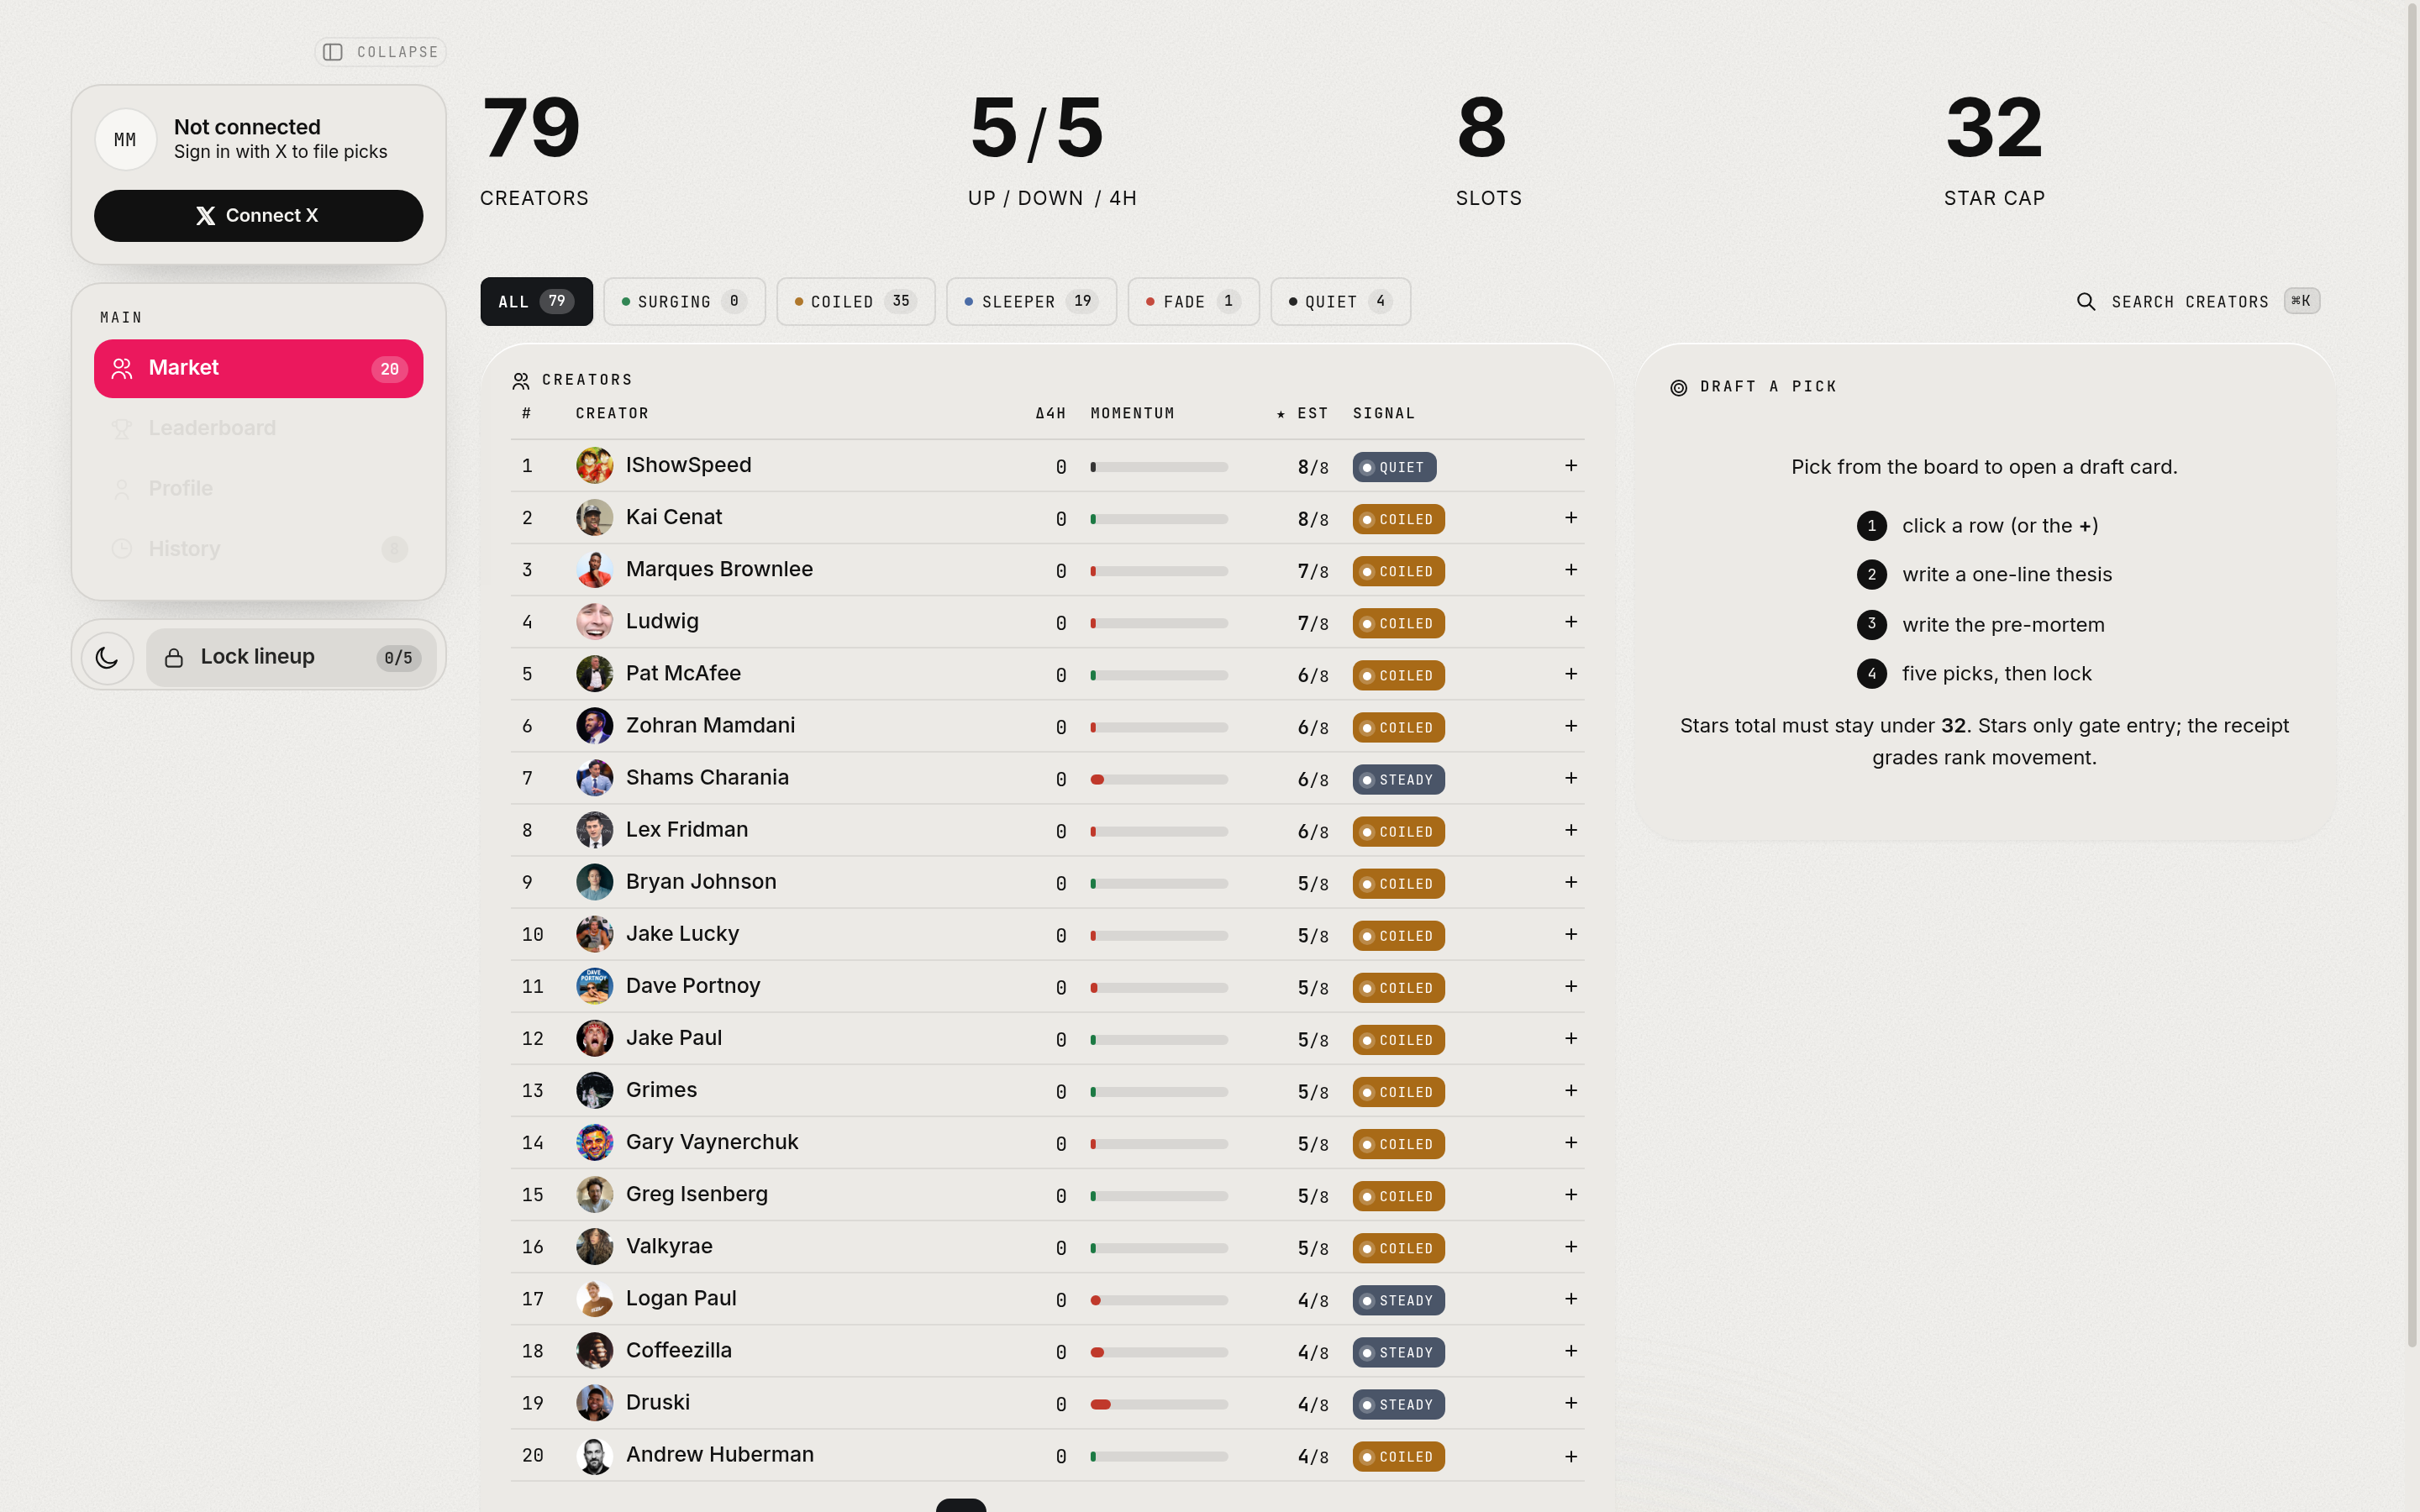 COLLAPSE
MM
Not connected
Sign in with X to file picks
Connect X
MAIN
Market 20
Leaderboard
Profile
History 8
Lock lineup 0/5
79 5/5 8 32
CREATORS UP / DOWN / 4H SLOTS STAR CAP
ALL 79 SURGING 0 COILED 35 SLEEPER 19 FADE 1 QUIET 4 SEARCH CREATORS ⌘K
CREATORS
# CREATOR Δ4H MOMENTUM ★ EST SIGNAL
1 IShowSpeed 0 8/8 QUIET +
2 Kai Cenat 0 8/8 COILED +
3 Marques Brownlee 0 7/8 COILED +
4 Ludwig 0 7/8 COILED +
5 Pat McAfee 0 6/8 COILED +
6 Zohran Mamdani 0 6/8 COILED +
7 Shams Charania 0 6/8 STEADY +
8 Lex Fridman 0 6/8 COILED +
9 Bryan Johnson 0 5/8 COILED +
10 Jake Lucky 0 5/8 COILED +
11 Dave Portnoy 0 5/8 COILED +
12 Jake Paul 0 5/8 COILED +
13 Grimes 0 5/8 COILED +
14 Gary Vaynerchuk 0 5/8 COILED +
15 Greg Isenberg 0 5/8 COILED +
16 Valkyrae 0 5/8 COILED +
17 Logan Paul 0 4/8 STEADY +
18 Coffeezilla 0 4/8 STEADY +
19 Druski 0 4/8 STEADY +
20 Andrew Huberman 0 4/8 COILED +
DRAFT A PICK
Pick from the board to open a draft card.
1 click a row (or the +)
2 write a one-line thesis
3 write the pre-mortem
4 five picks, then lock
Stars total must stay under 32. Stars only gate entry; the receipt
grades rank movement.